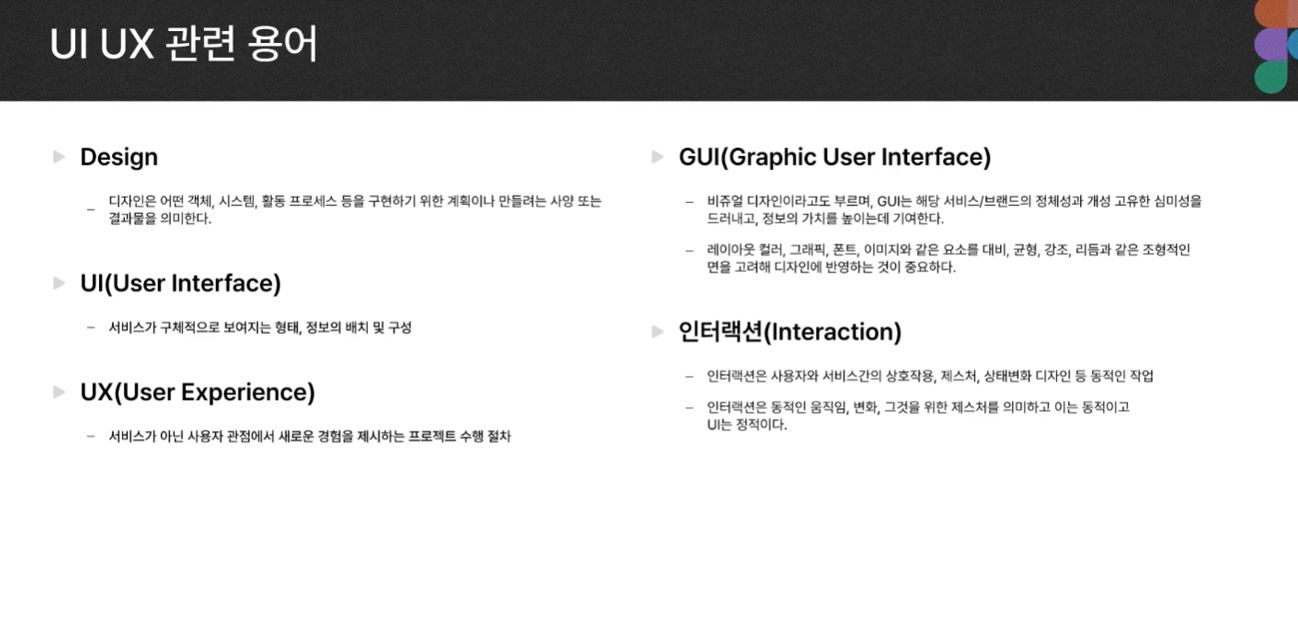 UI UX 관련 용어
Design
– 디자인은 어떤 객체, 시스템, 활동 프로세스 등을 구현하기 위한 계획이나 만들려는 사양 또는
결과물을 의미한다.
UI(User Interface)
– 서비스가 구체적으로 보여지는 형태, 정보의 배치 및 구성
UX(User Experience)
– 서비스가 아닌 사용자 관점에서 새로운 경험을 제시하는 프로젝트 수행 절차
GUI(Graphic User Interface)
– 비쥬얼 디자인이라고도 부르며, GUI는 해당 서비스/브랜드의 정체성과 개성 고유한 심미성을
드러내고, 정보의 가치를 높이는데 기여한다.
– 레이아웃 컬러, 그래픽, 폰트, 이미지와 같은 요소를 대비, 균형, 강조, 리듬과 같은 조형적인
면을 고려해 디자인에 반영하는 것이 중요하다.
인터랙션(Interaction)
– 인터랙션은 사용자와 서비스간의 상호작용, 제스처, 상태변화 디자인 등 동적인 작업
– 인터랙션은 동적인 움직임, 변화, 그것을 위한 제스처를 의미하고 이는 동적이고
UI는 정적이다.